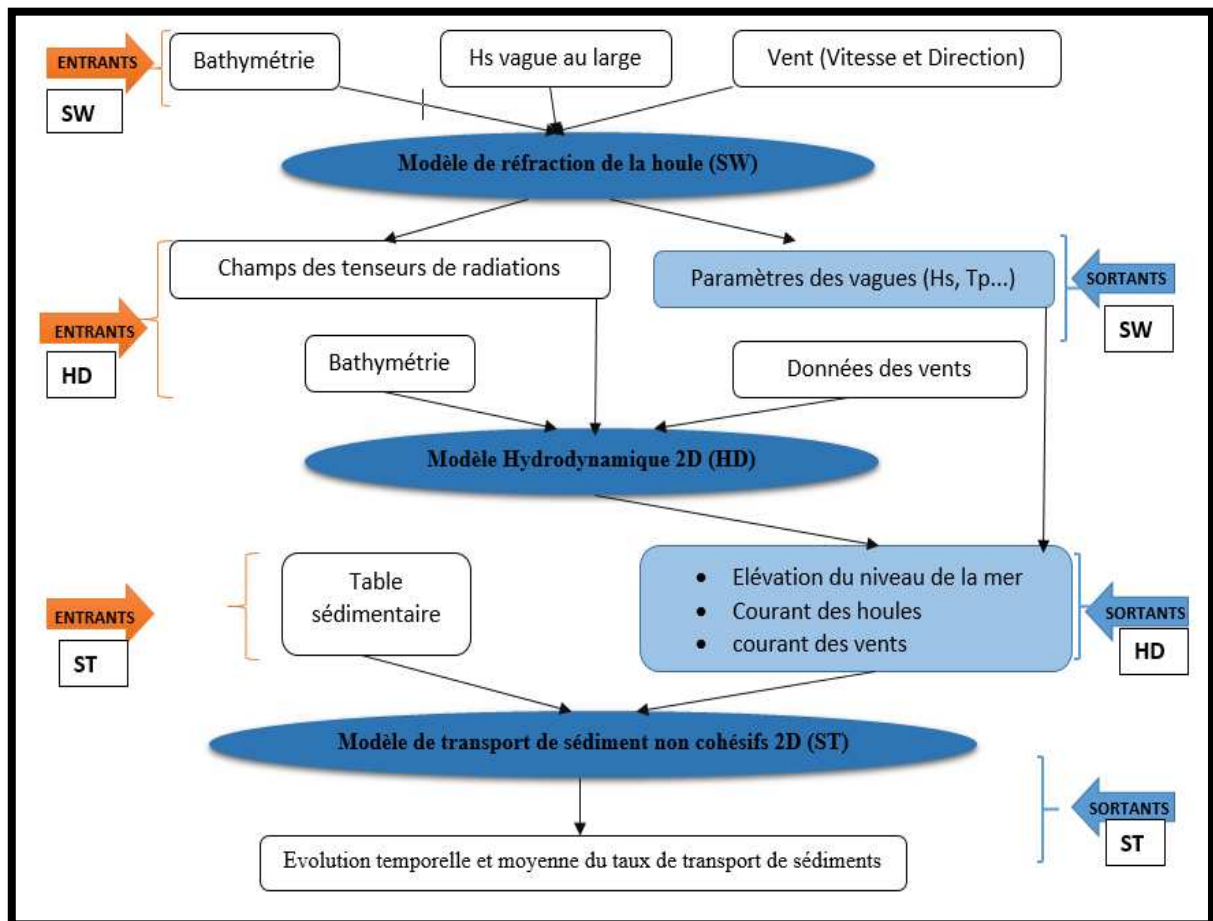 ENTRANTS
SW
Bathymétrie
Hs vague au large
Vent (Vitesse et Direction)
Modèle de réfraction de la houle (SW)
Champs des tenseurs de radiations
Paramètres des vagues (Hs, Tp...)
SORTANTS
SW
ENTRANTS
HD
Bathymétrie
Données des vents
Modèle Hydrodynamique 2D (HD)
ENTRANTS
ST
Table
sédimentaire
• Elévation du niveau de la mer
• Courant des houles
• courant des vents
SORTANTS
HD
Modèle de transport de sédiment non cohésifs 2D (ST)
SORTANTS
ST
Evolution temporelle et moyenne du taux de transport de sédiments